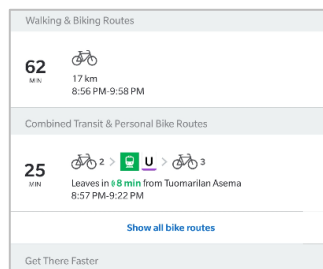 Walking & Biking Routes
62
MIN
17 km
8:56 PM-9:58 PM
Combined Transit & Personal Bike Routes
25
MIN
2 > U > 3
Leaves in 8 min from Tuomarilan Asema
8:57 PM-9:22 PM
Show all bike routes
Get There Faster